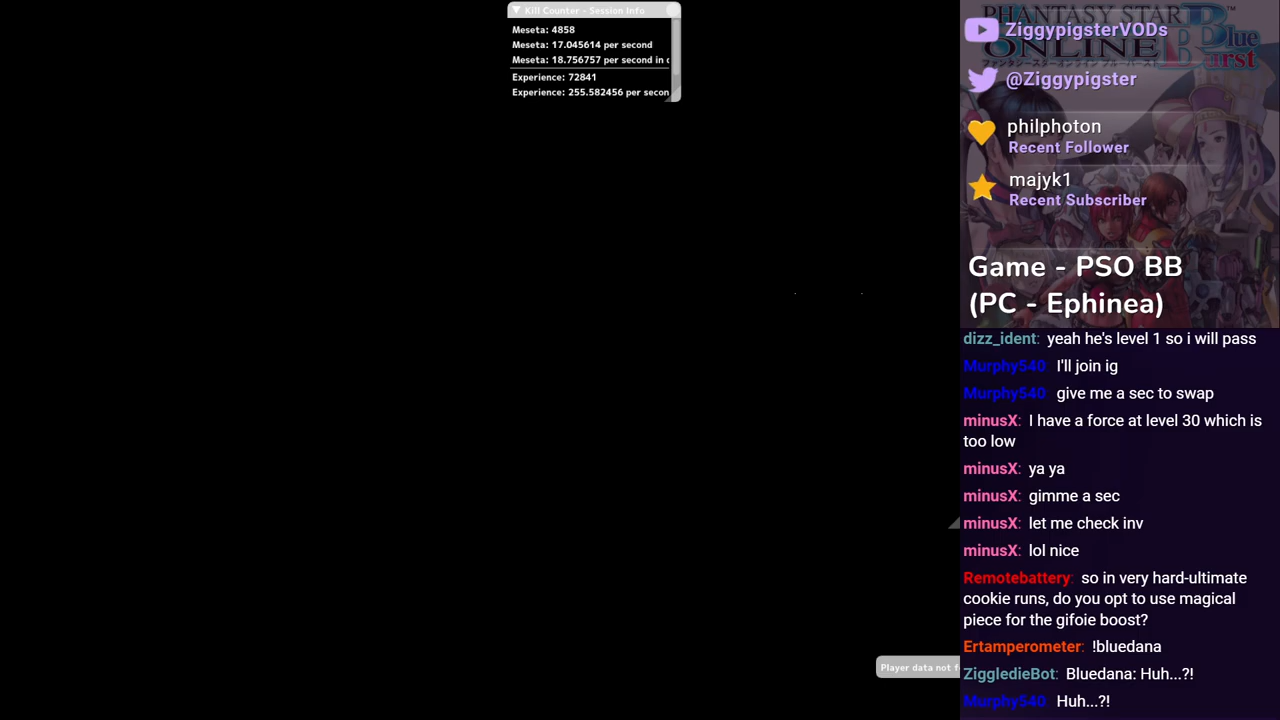 Kill Counter - Session Info
Meseta: 4858
Meseta: 17.045614 per second
Meseta: 18.756757 per second in
Experience: 72841
Experience: 255.582456 per secon
Player data not f
PHANTASY STAR
ONLINE Blue
Burst
ZiggypigsterVODs
@Ziggypigster
philphoton
Recent Follower
majyk1
Recent Subscriber
Game - PSO BB
(PC - Ephinea)
dizz_ident: yeah he's level 1 so i will pass
Murphy540: I'll join ig
Murphy540: give me a sec to swap
minusX: I have a force at level 30 which is
too low
minusX: ya ya
minusX: gimme a sec
minusX: let me check inv
minusX: lol nice
Remotebattery: so in very hard-ultimate
cookie runs, do you opt to use magical
piece for the gifoie boost?
Ertamperometer: !bluedana
ZiggledieBot: Bluedana: Huh...?!
Murphy540: Huh...?!